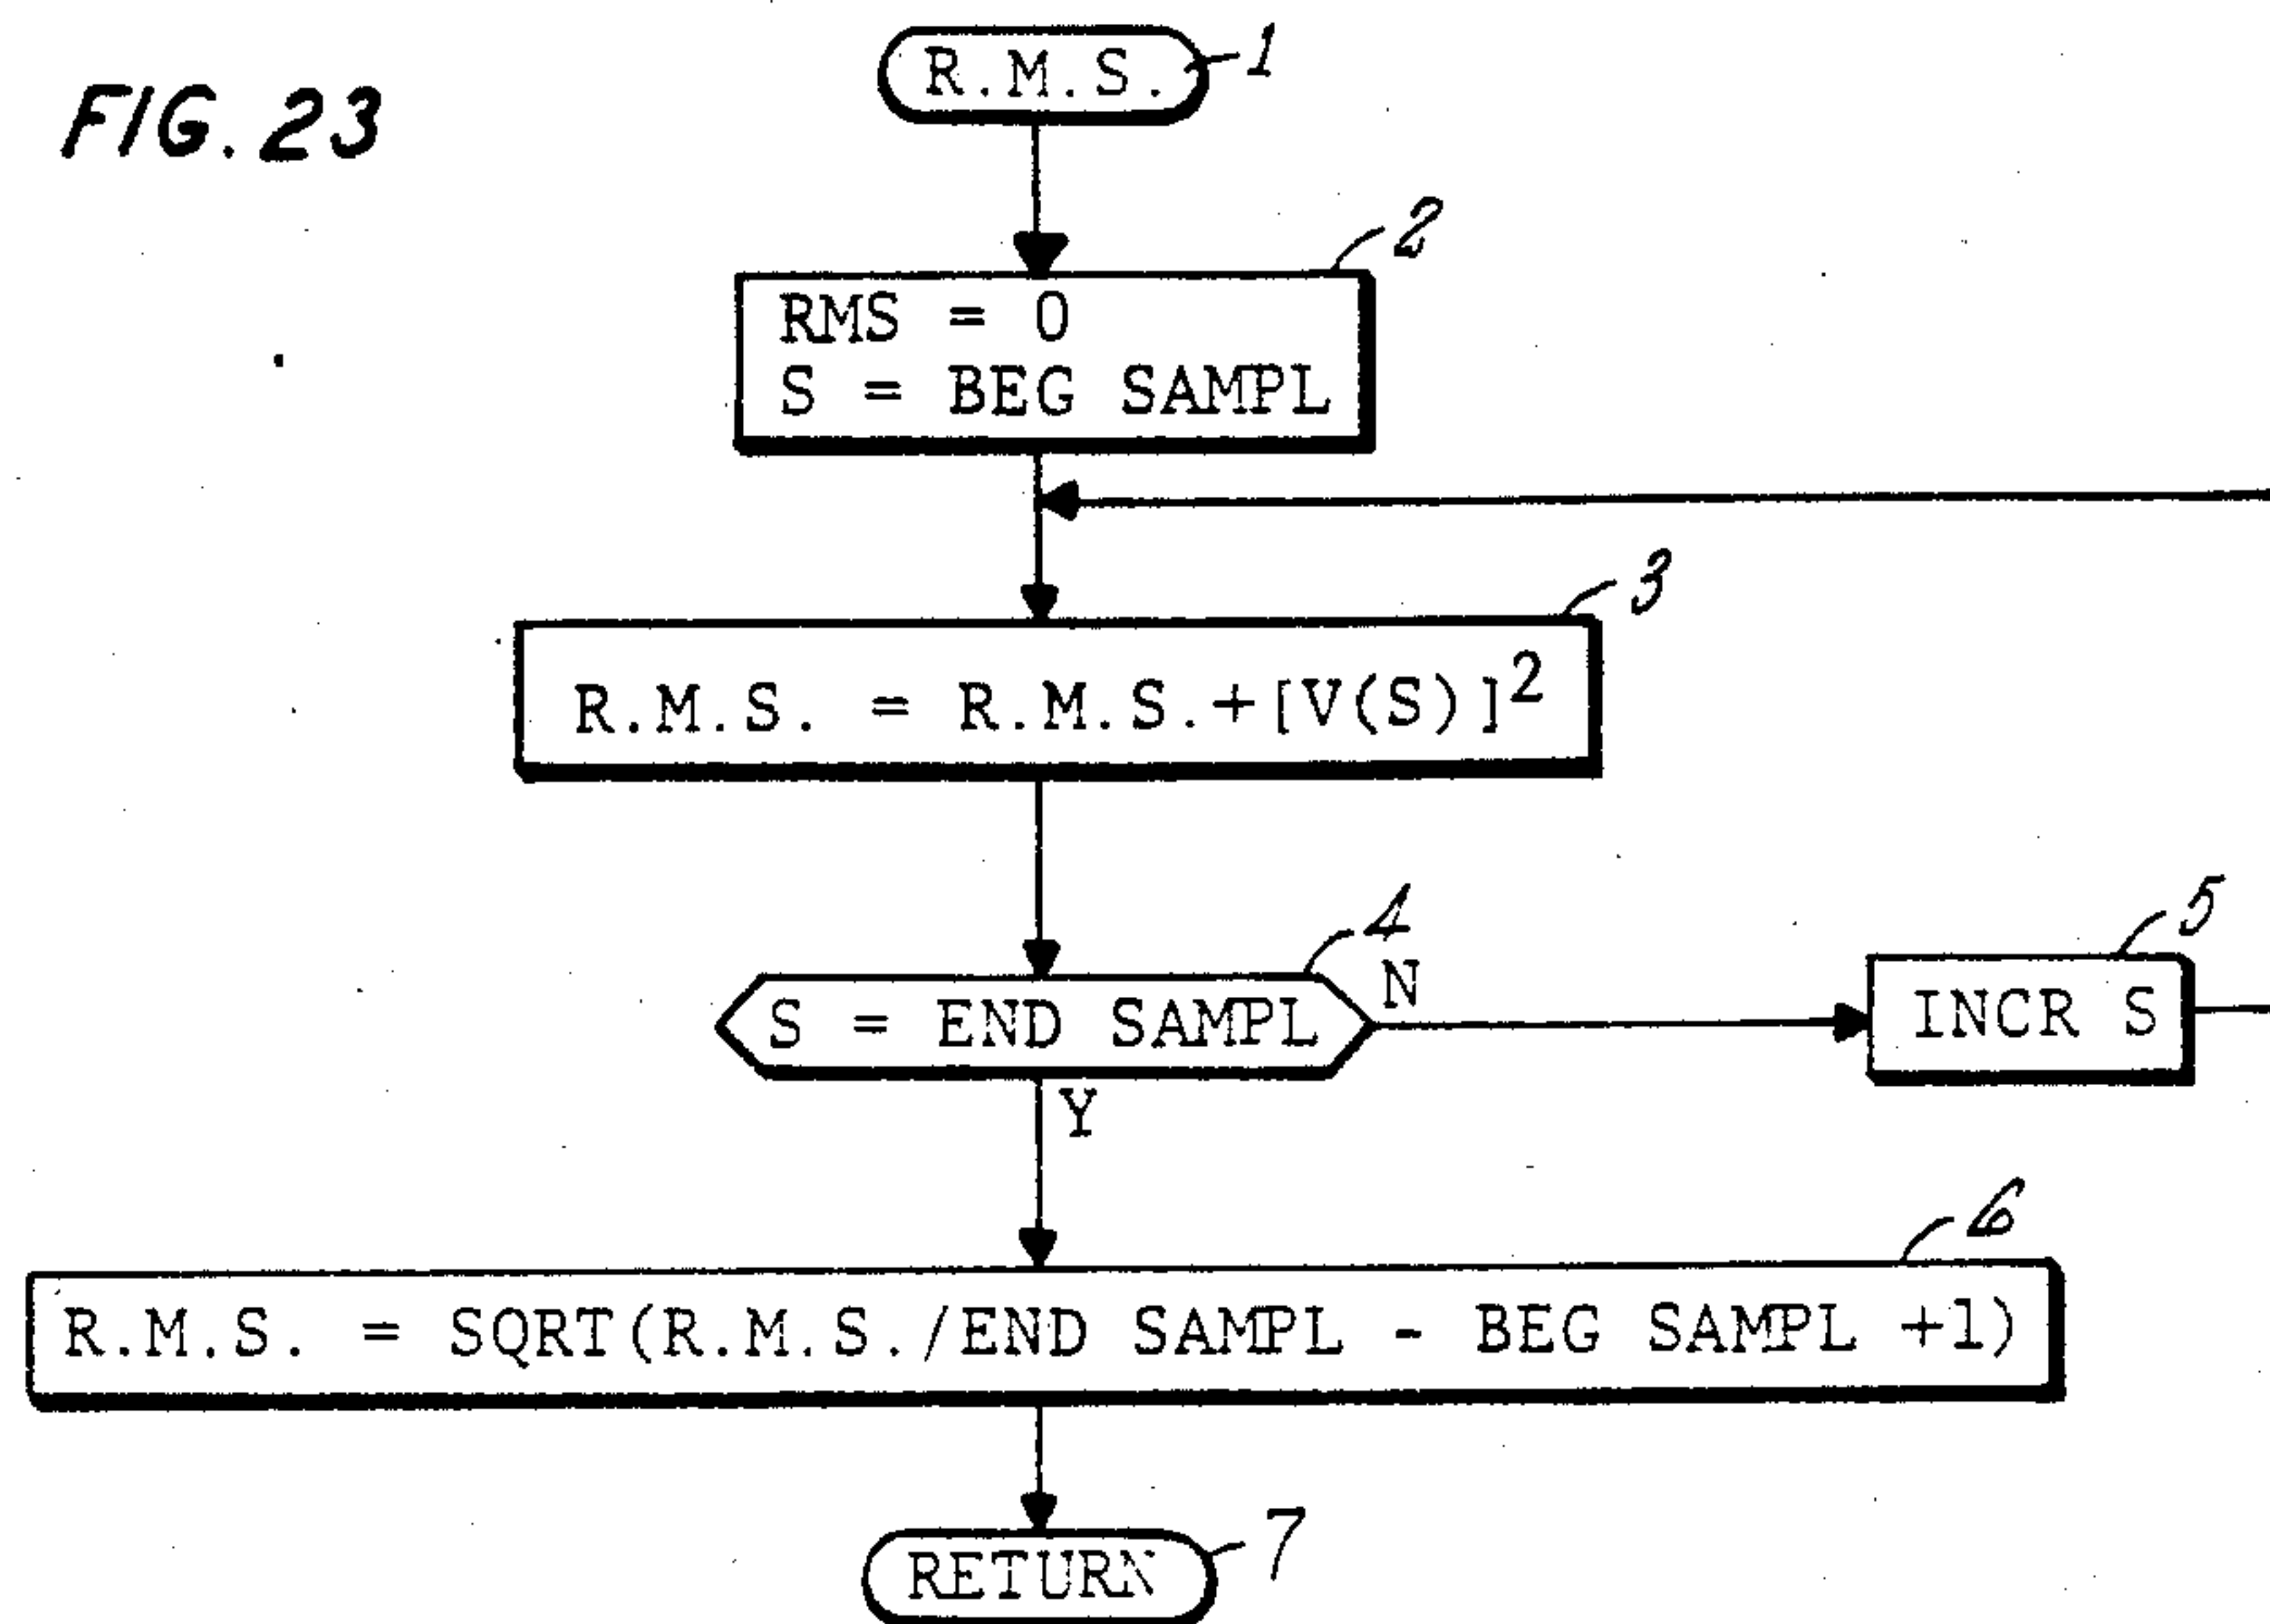 FIG. 23
R.M.S.
1
2
RMS = 0
S = BEG SAMPL
3
R.M.S. = R.M.S.+[V(S)]2
4
S = END SAMPL
N
5
INCR S
Y
6
R.M.S. = SQRT(R.M.S./END SAMPL - BEG SAMPL +1)
RETURN
7